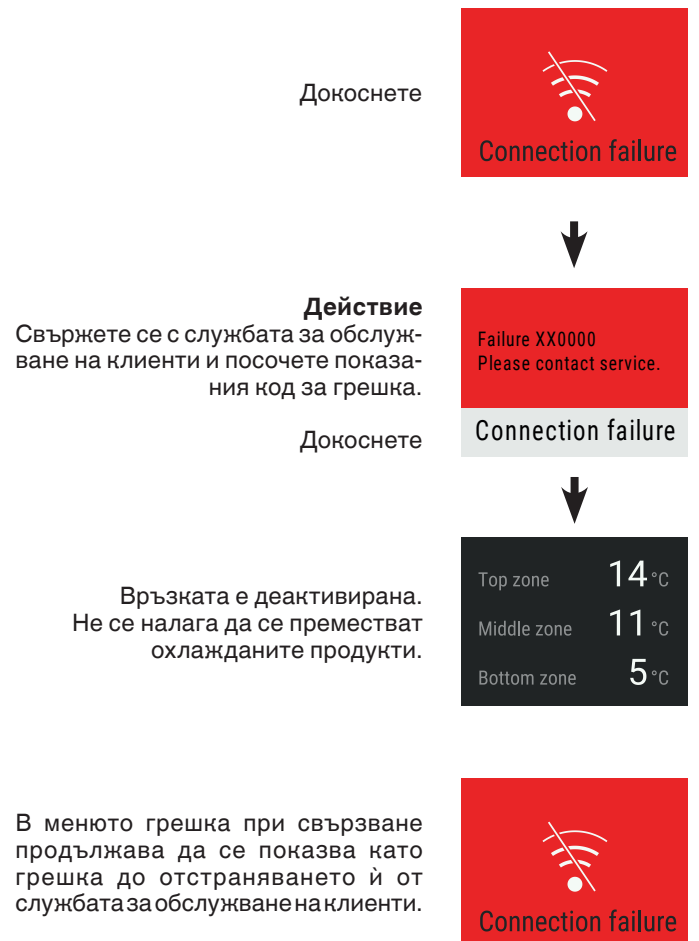 Докоснете
Connection failure
Действие
Свържете се с службата за обслуж-
ване на клиенти и посочете показа-
ния код за грешка.
Failure XX0000
Please contact service.
Докоснете
Connection failure
Връзката е деактивирана.
Не се налага да се преместват
охлажданите продукти.
Top zone 14 °C
Middle zone 11 °C
Bottom zone 5 °C
В менюто грешка при свързване
продължава да се показва като
грешка до отстраняването ѝ от
службата за обслужване на клиенти.
Connection failure